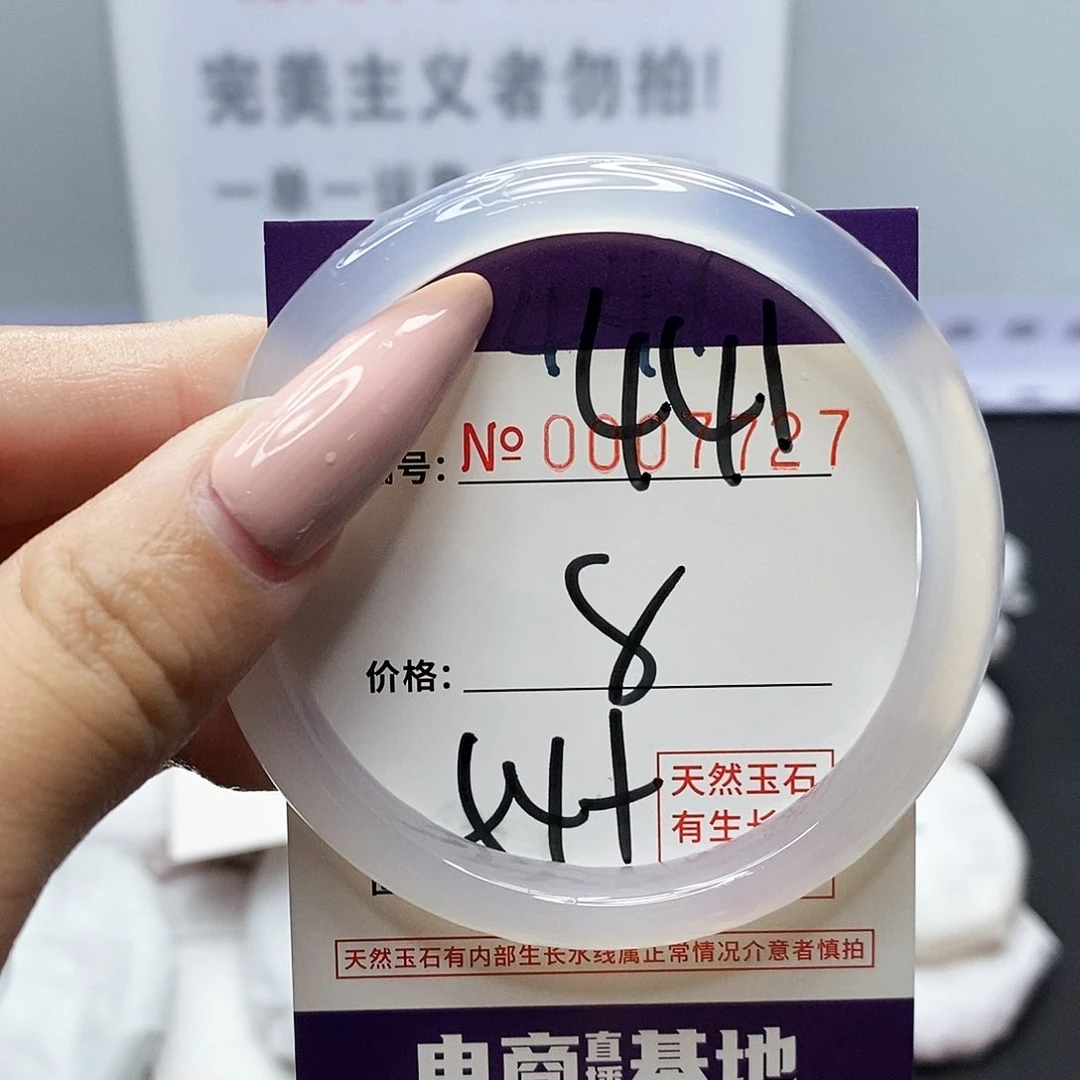 完美主义者勿拍!
441
号: № 0007727
8
价格:
天然玉石
有生长
天然玉石有内部生长水线属正常情况介意者慎拍
电商直播基地